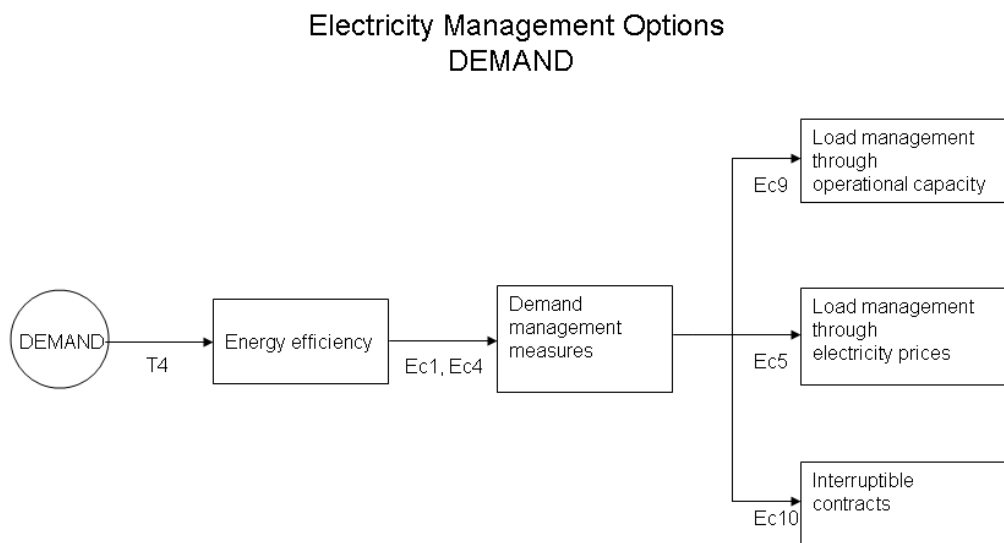 Electricity Management Options
DEMAND
Load management
through
operational capacity
Ec9
DEMAND
T4
Energy efficiency
Ec1, Ec4
Demand
management
measures
Load management
through
electricity prices
Ec5
Interruptible
contracts
Ec10